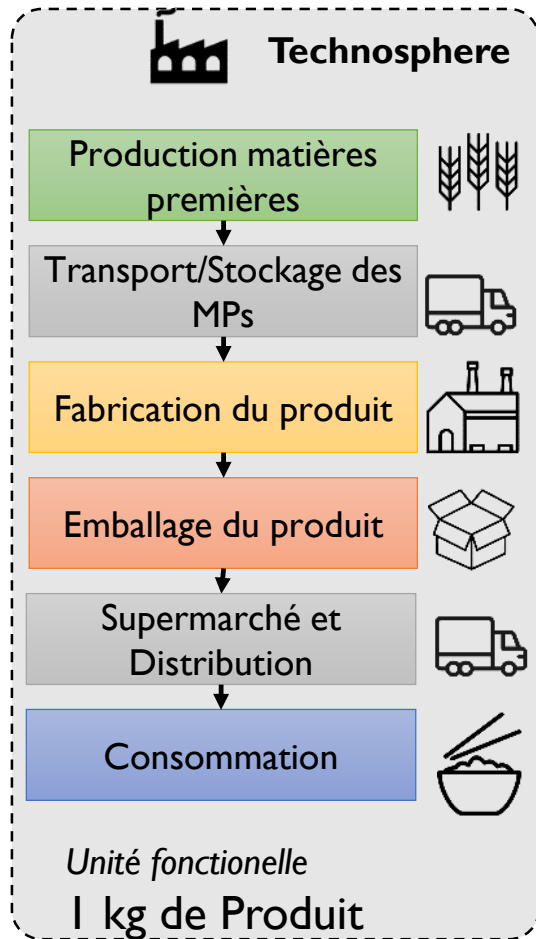 Technosphere
Production matières
premières
Transport/Stockage des
MPs
Fabrication du produit
Emballage du produit
Supermarché et
Distribution
Consommation
Unité fonctionelle
1 kg de Produit